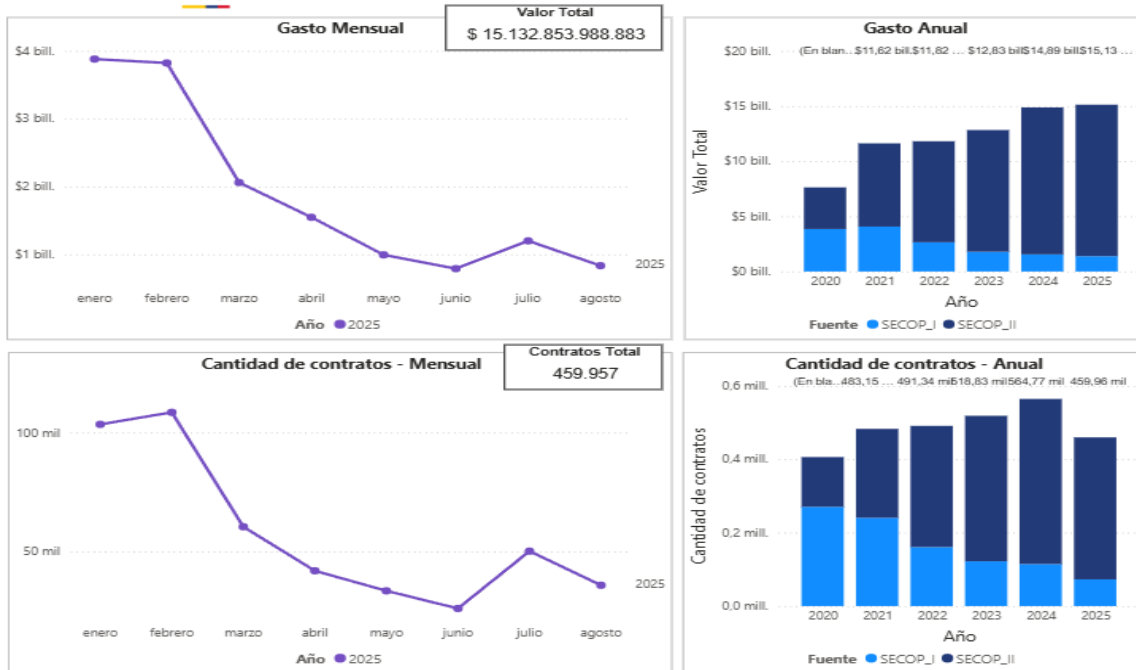 Gasto Mensual
Valor Total
$ 15.132.853.988.883
$4 bill.
$3 bill.
$2 bill.
$1 bill.
2025
enero febrero marzo abril mayo junio julio agosto
Año 2025
Gasto Anual
$20 bill.
(En blan... $11,62 bill. $11,82 ... $12,83 bill. $14,89 bill. $15,13 ...
$15 bill.
$10 bill.
$5 bill.
$0 bill.
Valor Total
2020 2021 2022 2023 2024 2025
Año
Fuente SECOP_I SECOP_II
Cantidad de contratos - Mensual
Contratos Total
459.957
100 mil
50 mil
2025
enero febrero marzo abril mayo junio julio agosto
Año 2025
Cantidad de contratos - Anual
(En bla... 483,15 ... 491,34 mil 518,83 mil 564,77 mil 459,96 mil
0,6 mill.
0,4 mill.
0,2 mill.
0,0 mill.
Cantidad de contratos
2020 2021 2022 2023 2024 2025
Año
Fuente SECOP_I SECOP_II